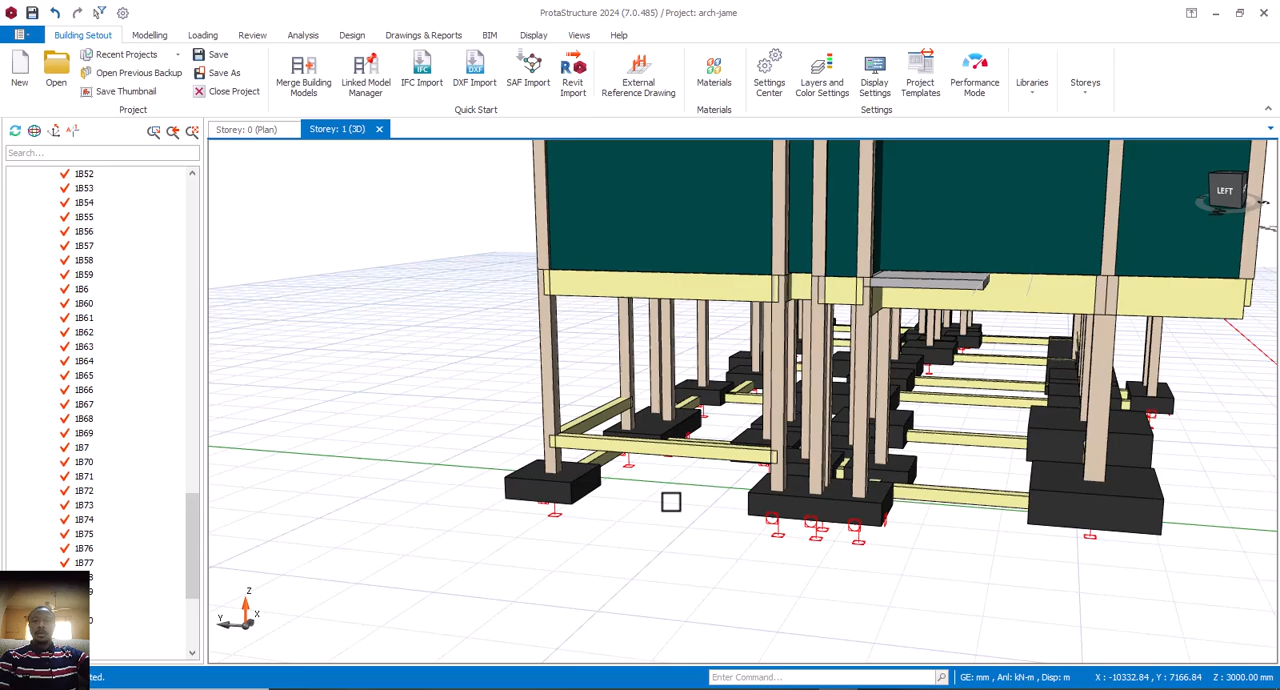 ProtaStructure 2024 (7.0.485) / Project: arch-jame
Building Setout Modelling Loading Review Analysis Design Drawings & Reports BIM Display Views Help
New
Open
Recent Projects
Open Previous Backup
Save Thumbnail
Save
Save As
Close Project
Project
Merge Building Models
Linked Model Manager
IFC Import
DXF Import
SAF Import
Revit Import
Quick Start
External Reference Drawing
Materials
Materials
Settings Center
Layers and Color Settings
Display Settings
Project Templates
Performance Mode
Settings
Libraries
Storeys
Storey: 0 (Plan)
Storey: 1 (3D)
Search...
1B52
1B53
1B54
1B55
1B56
1B57
1B58
1B59
1B6
1B60
1B61
1B62
1B63
1B64
1B65
1B66
1B67
1B68
1B69
1B7
1B70
1B71
1B72
1B73
1B74
1B75
1B76
1B77
LEFT
Z
Y
X
ted.
Enter Command...
GE: mm , Anl: kN-m , Disp: m
X : -10332.84 , Y : 7166.84
Z : 3000.00 mm